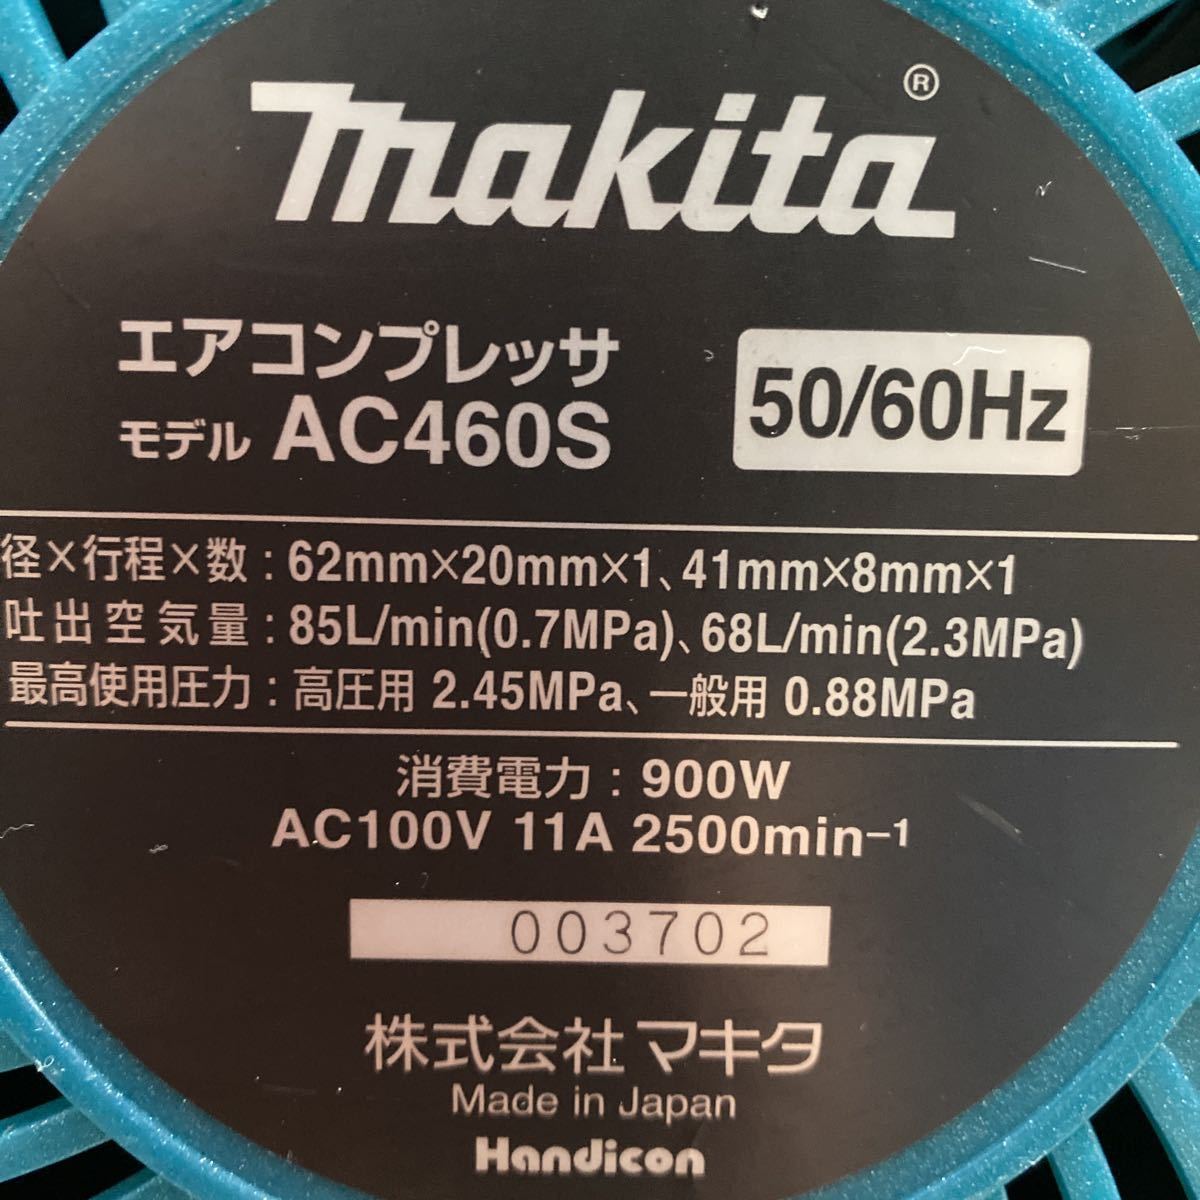 makita®
エアコンプレッサ
モデル AC460S
50/60Hz
径×行程×数:62mm×20mm×1、41mm×8mm×1
吐出空気量:85L/min(0.7MPa)、68L/min(2.3MPa)
最高使用圧力:高圧用 2.45MPa、一般用 0.88MPa
消費電力:900W
AC100V 11A 2500min⁻¹
003702
株式会社 マキタ
Made in Japan
Handicon